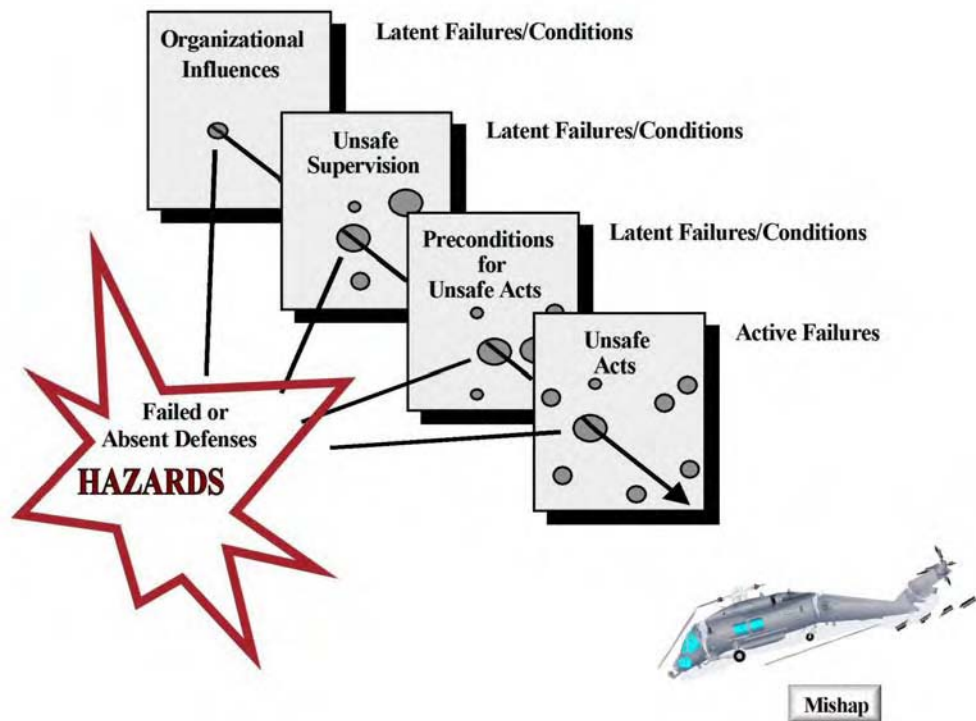 Organizational
Influences
Latent Failures/Conditions
Unsafe
Supervision
Latent Failures/Conditions
Preconditions
for
Unsafe Acts
Latent Failures/Conditions
Unsafe
Acts
Active Failures
Failed or
Absent Defenses
HAZARDS
Mishap